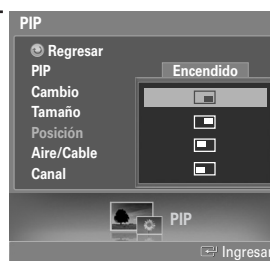 PIP
Regresar
PIP Encendido
Cambio
Tamaño
Posición
Aire/Cable
Canal
PIP
Ingresar